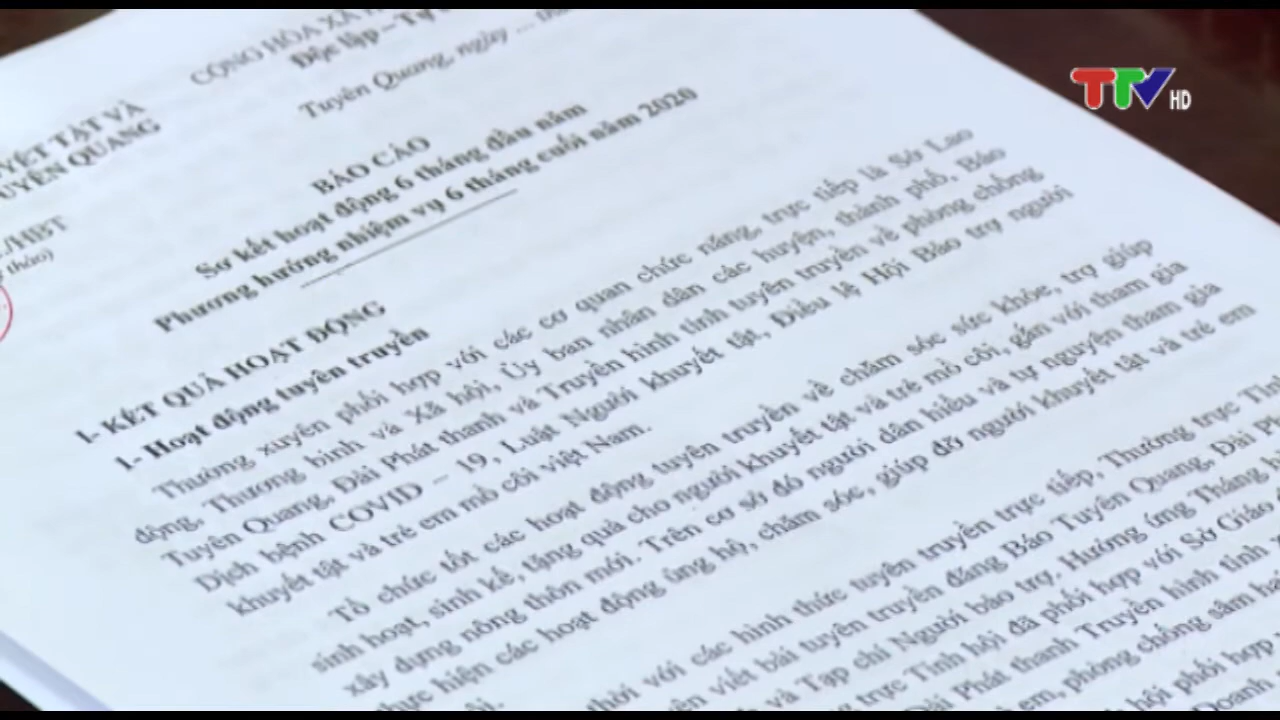 TTV HD
CỘNG HÒA XÃ H
Độc lập – Tự
Tuyên Quang, ngày ...
YẾT TẬT VÀ
UYÊN QUANG
/HBT
thảo)
BÁO CÁO
Sơ kết hoạt động 6 tháng đầu năm
Phương hướng nhiệm vụ 6 tháng cuối năm 2020
I- KẾT QUẢ HOẠT ĐỘNG
1- Hoạt động tuyên truyền
Thường xuyên phối hợp với các cơ quan chức năng, trực tiếp là Sở Lao
động, Thương binh và Xã hội, Ủy ban nhân dân các huyện, thành phố, Báo
Tuyên Quang, Đài Phát thanh và Truyền hình tỉnh tuyên truyền về phòng chống
Dịch bệnh COVID – 19, Luật Người khuyết tật, Điều lệ Hội Bảo trợ người
khuyết tật và trẻ em mồ côi việt Nam.
Tổ chức tốt các hoạt động tuyên truyền về chăm sóc sức khỏe, trợ giúp
sinh hoạt, sinh kế, tặng quà cho người khuyết tật và trẻ mồ côi, gắn với tham gia
xây dựng nông thôn mới. Trên cơ sở đó người dân hiểu và tự nguyện tham gia
thực hiện các hoạt động ủng hộ, chăm sóc, giúp đỡ người khuyết tật và trẻ em
thời với các hình thức tuyên truyền trực tiếp, Thường trực Tỉn
viết bài tuyên truyền đăng Báo Tuyên Quang, Đài Ph
và Tạp chí Người bảo trợ. Hưởng ứng Tháng h
trực Tỉnh hội đã phối hợp với Sở Giáo
Đài Phát thanh Truyền hình tỉnh
em, phòng chống xâm hại
hội phối hợp
Doanh